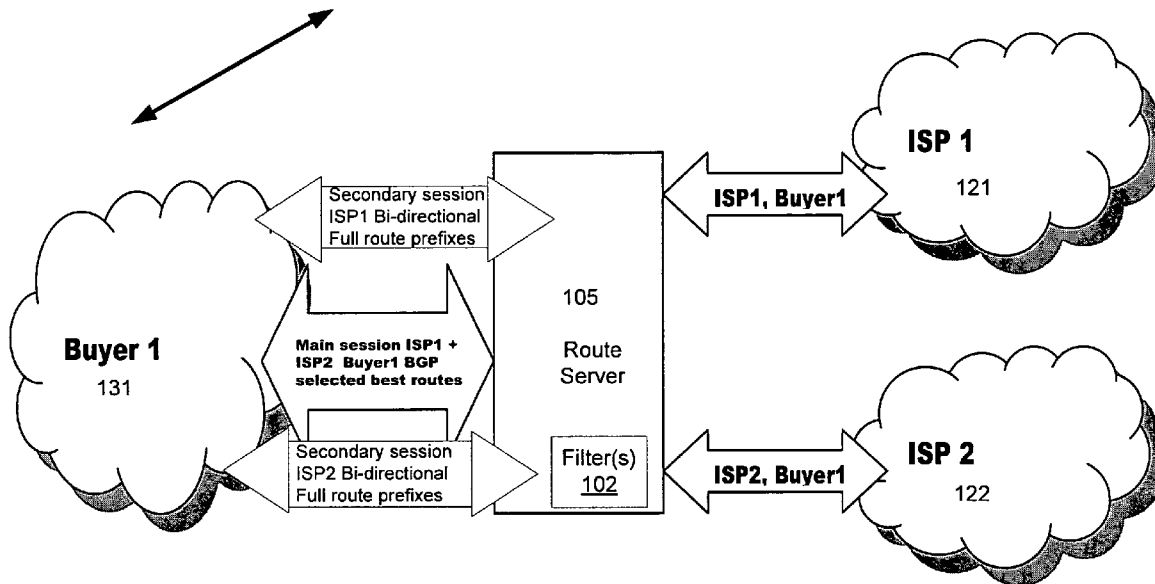 ISP 1
121
Secondary session
ISP1 Bi-directional
Full route prefixes
ISP1, Buyer1
105
Route
Server
Buyer 1
131
Main session ISP1 +
ISP2 Buyer1 BGP
selected best routes
Secondary session
ISP2 Bi-directional
Full route prefixes
Filter(s)
102
ISP2, Buyer1
ISP 2
122